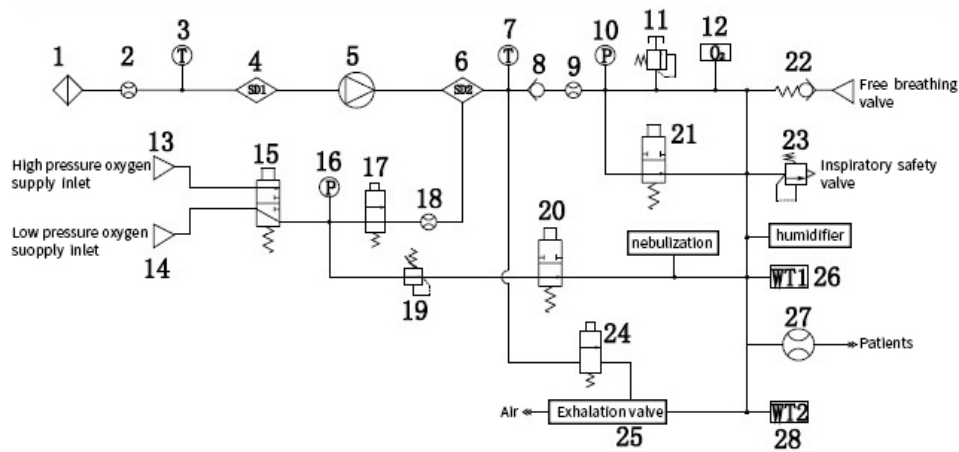 1 2 3 4 5 6 7 8 9 10 11 12 22
T T P O₂
SD1 SD2
Free breathing
valve
13 15 16 17 18 21 23
High pressure oxygen
supply inlet
P
Inspiratory safety
valve
Low pressure oxygen
suopply inlet
14
20
nebulization
humidifier
19
WT1 26
24
27
Patients
Air
Exhalation valve
25
WT2
28